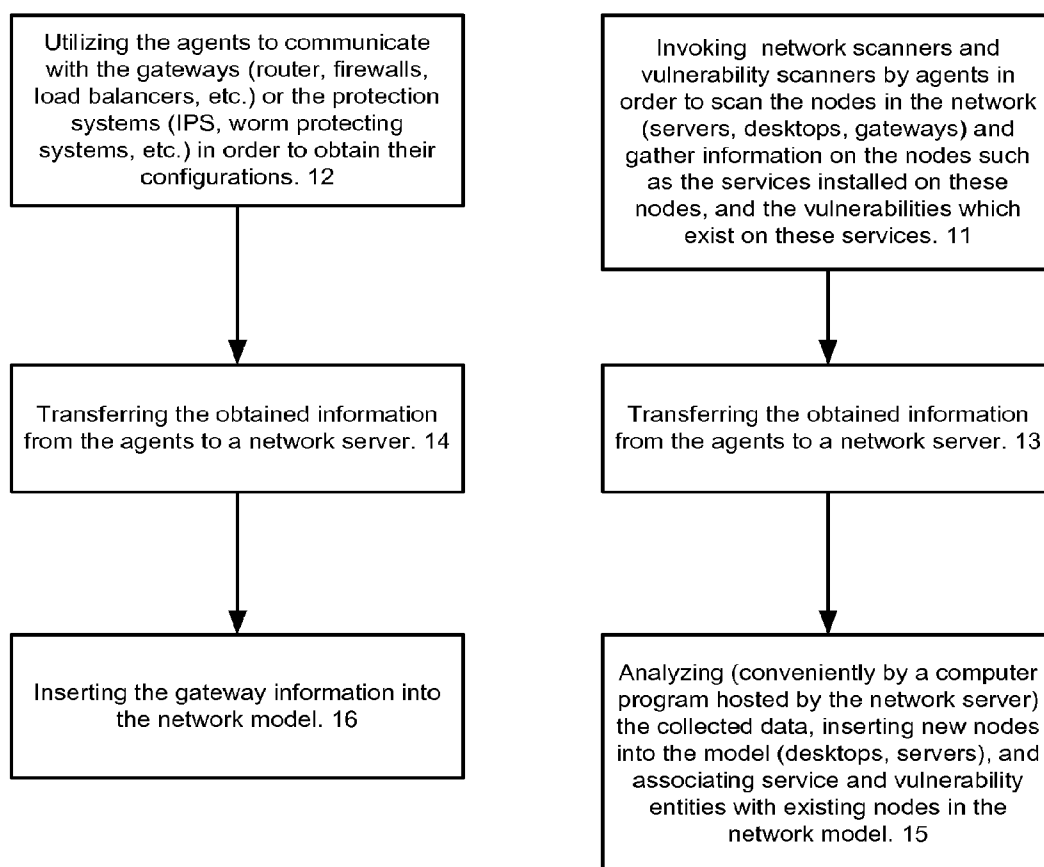 Utilizing the agents to communicate
with the gateways (router, firewalls,
load balancers, etc.) or the protection
systems (IPS, worm protecting
systems, etc.) in order to obtain their
configurations. 12
Invoking network scanners and
vulnerability scanners by agents in
order to scan the nodes in the network
(servers, desktops, gateways) and
gather information on the nodes such
as the services installed on these
nodes, and the vulnerabilities which
exist on these services. 11
Transferring the obtained information
from the agents to a network server. 14
Transferring the obtained information
from the agents to a network server. 13
Inserting the gateway information into
the network model. 16
Analyzing (conveniently by a computer
program hosted by the network server)
the collected data, inserting new nodes
into the model (desktops, servers), and
associating service and vulnerability
entities with existing nodes in the
network model. 15